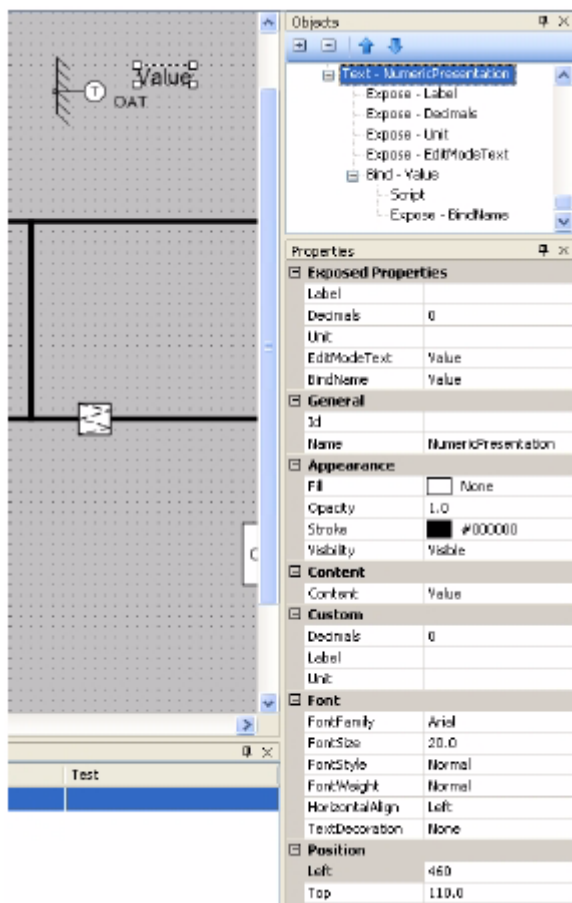 Value
T
OAT
Test
Objects
Text - NumericPresentation
Expose - Label
Expose - Decimals
Expose - Unit
Expose - EditModeText
Bind - Value
Script
Expose - BindName
Properties
Exposed Properties
Label
Decimals 0
Unit
EditModeText Value
BindName Value
General
Id
Name NumericPresentation
Appearance
Fill None
Opacity 1.0
Stroke #000000
Visibility Visible
Content
Content Value
Custom
Decimals 0
Label
Unit
Font
FontFamily Arial
FontSize 20.0
FontStyle Normal
FontWeight Normal
HorizontalAlign Left
TextDecoration None
Position
Left 460
Top 110.0